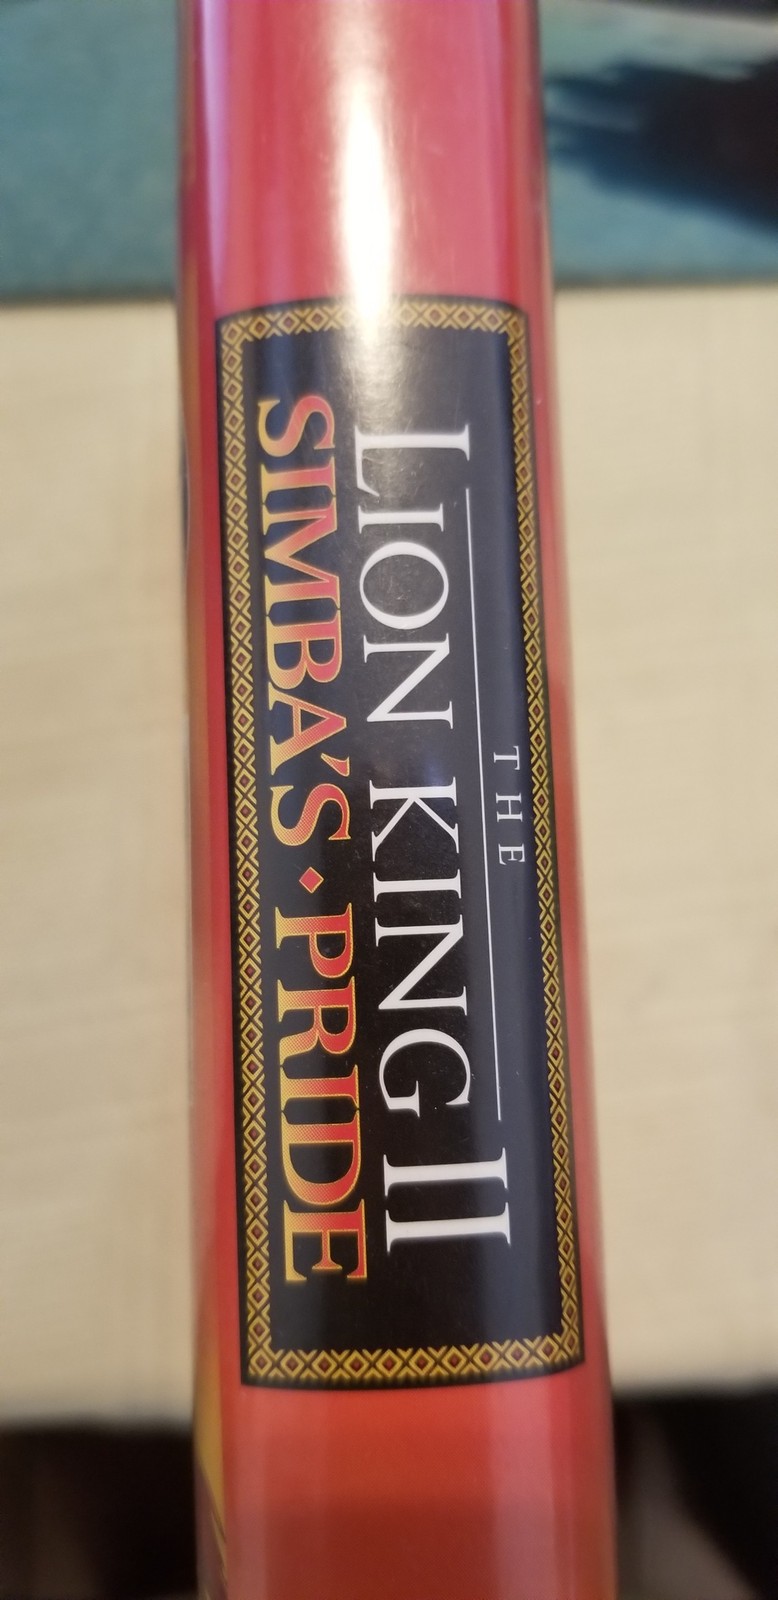 THE
LION KING II
SIMBA'S · PRIDE